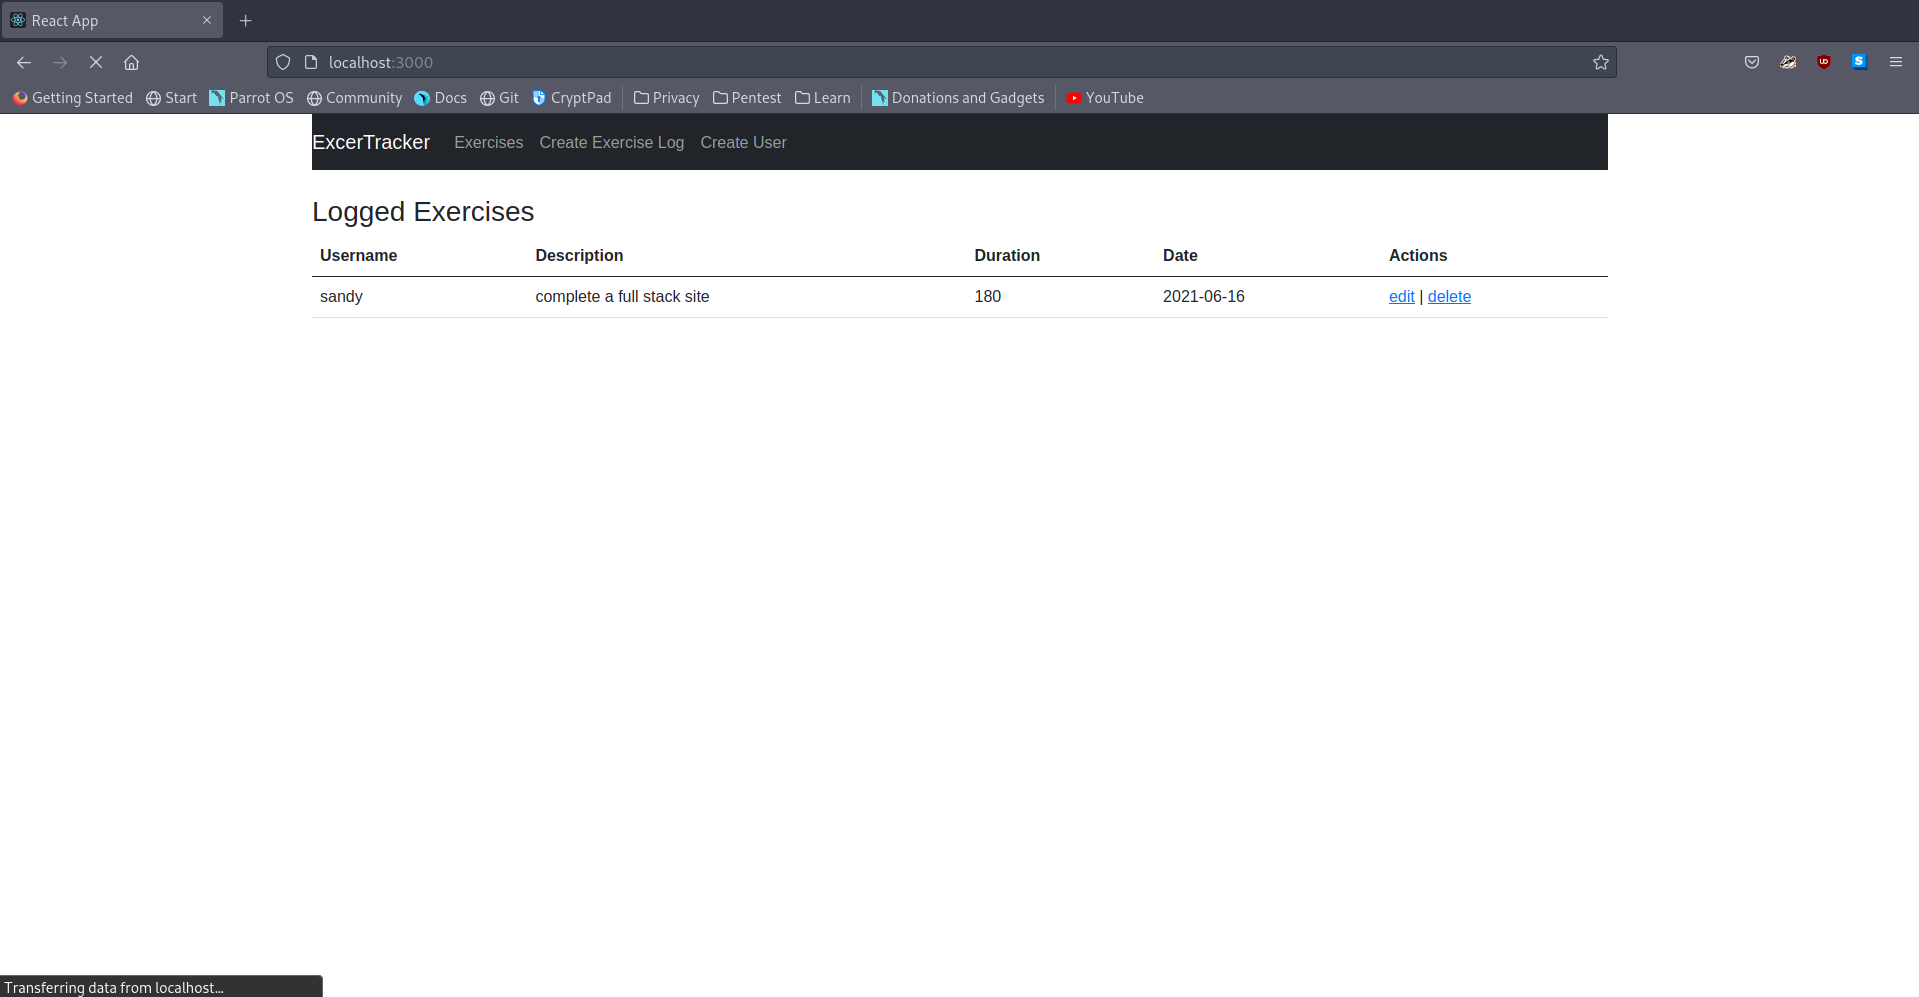 React App
localhost:3000
Getting Started Start Parrot OS Community Docs Git CryptPad Privacy Pentest Learn Donations and Gadgets YouTube
ExcerTracker Exercises Create Exercise Log Create User
Logged Exercises
Username Description Duration Date Actions
sandy complete a full stack site 180 2021-06-16 edit | delete
Transferring data from localhost...